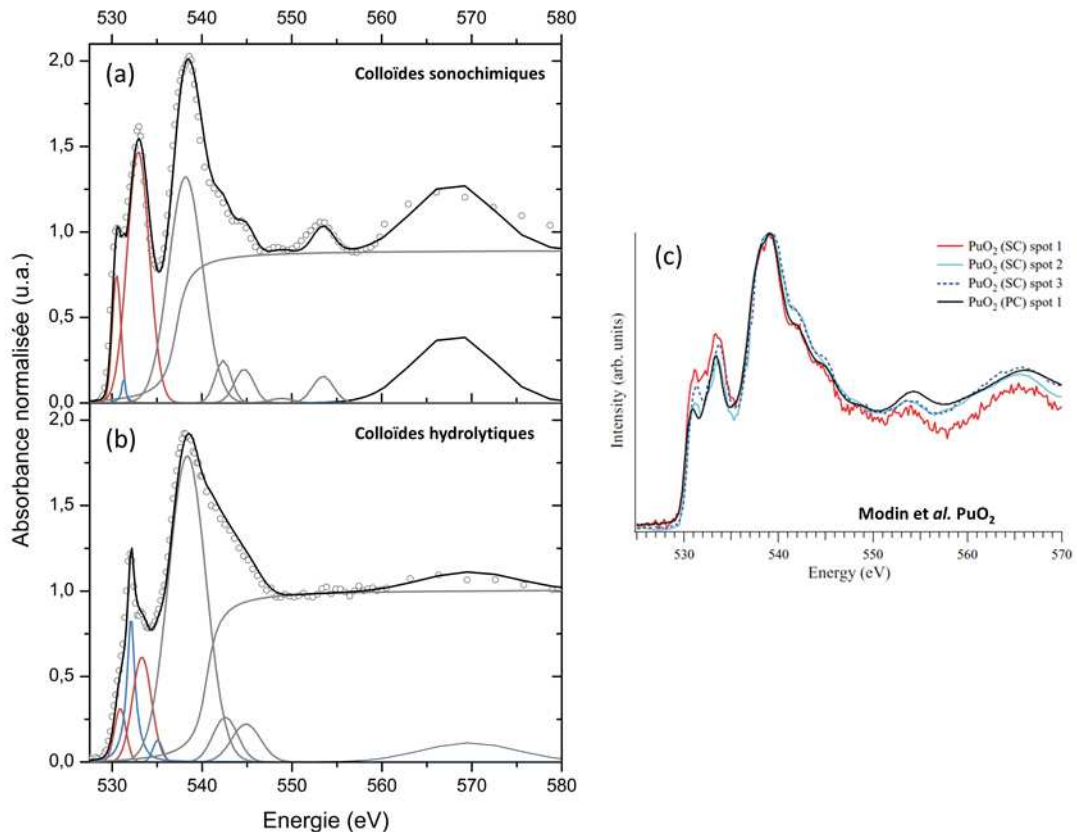 530 540 550 560 570 580
2,0
(a)
Colloïdes sonochimiques
1,5
1,0
0,5
0,0
2,0
(b)
Colloïdes hydrolytiques
1,5
1,0
0,5
0,0
530 540 550 560 570 580
Absorbance normalisée (u.a.)
Energie (eV)
(c)
PuO2 (SC) spot 1
PuO2 (SC) spot 2
PuO2 (SC) spot 3
PuO2 (PC) spot 1
Intensity (arb. units)
Modin et al. PuO2
530 540 550 560 570
Energy (eV)